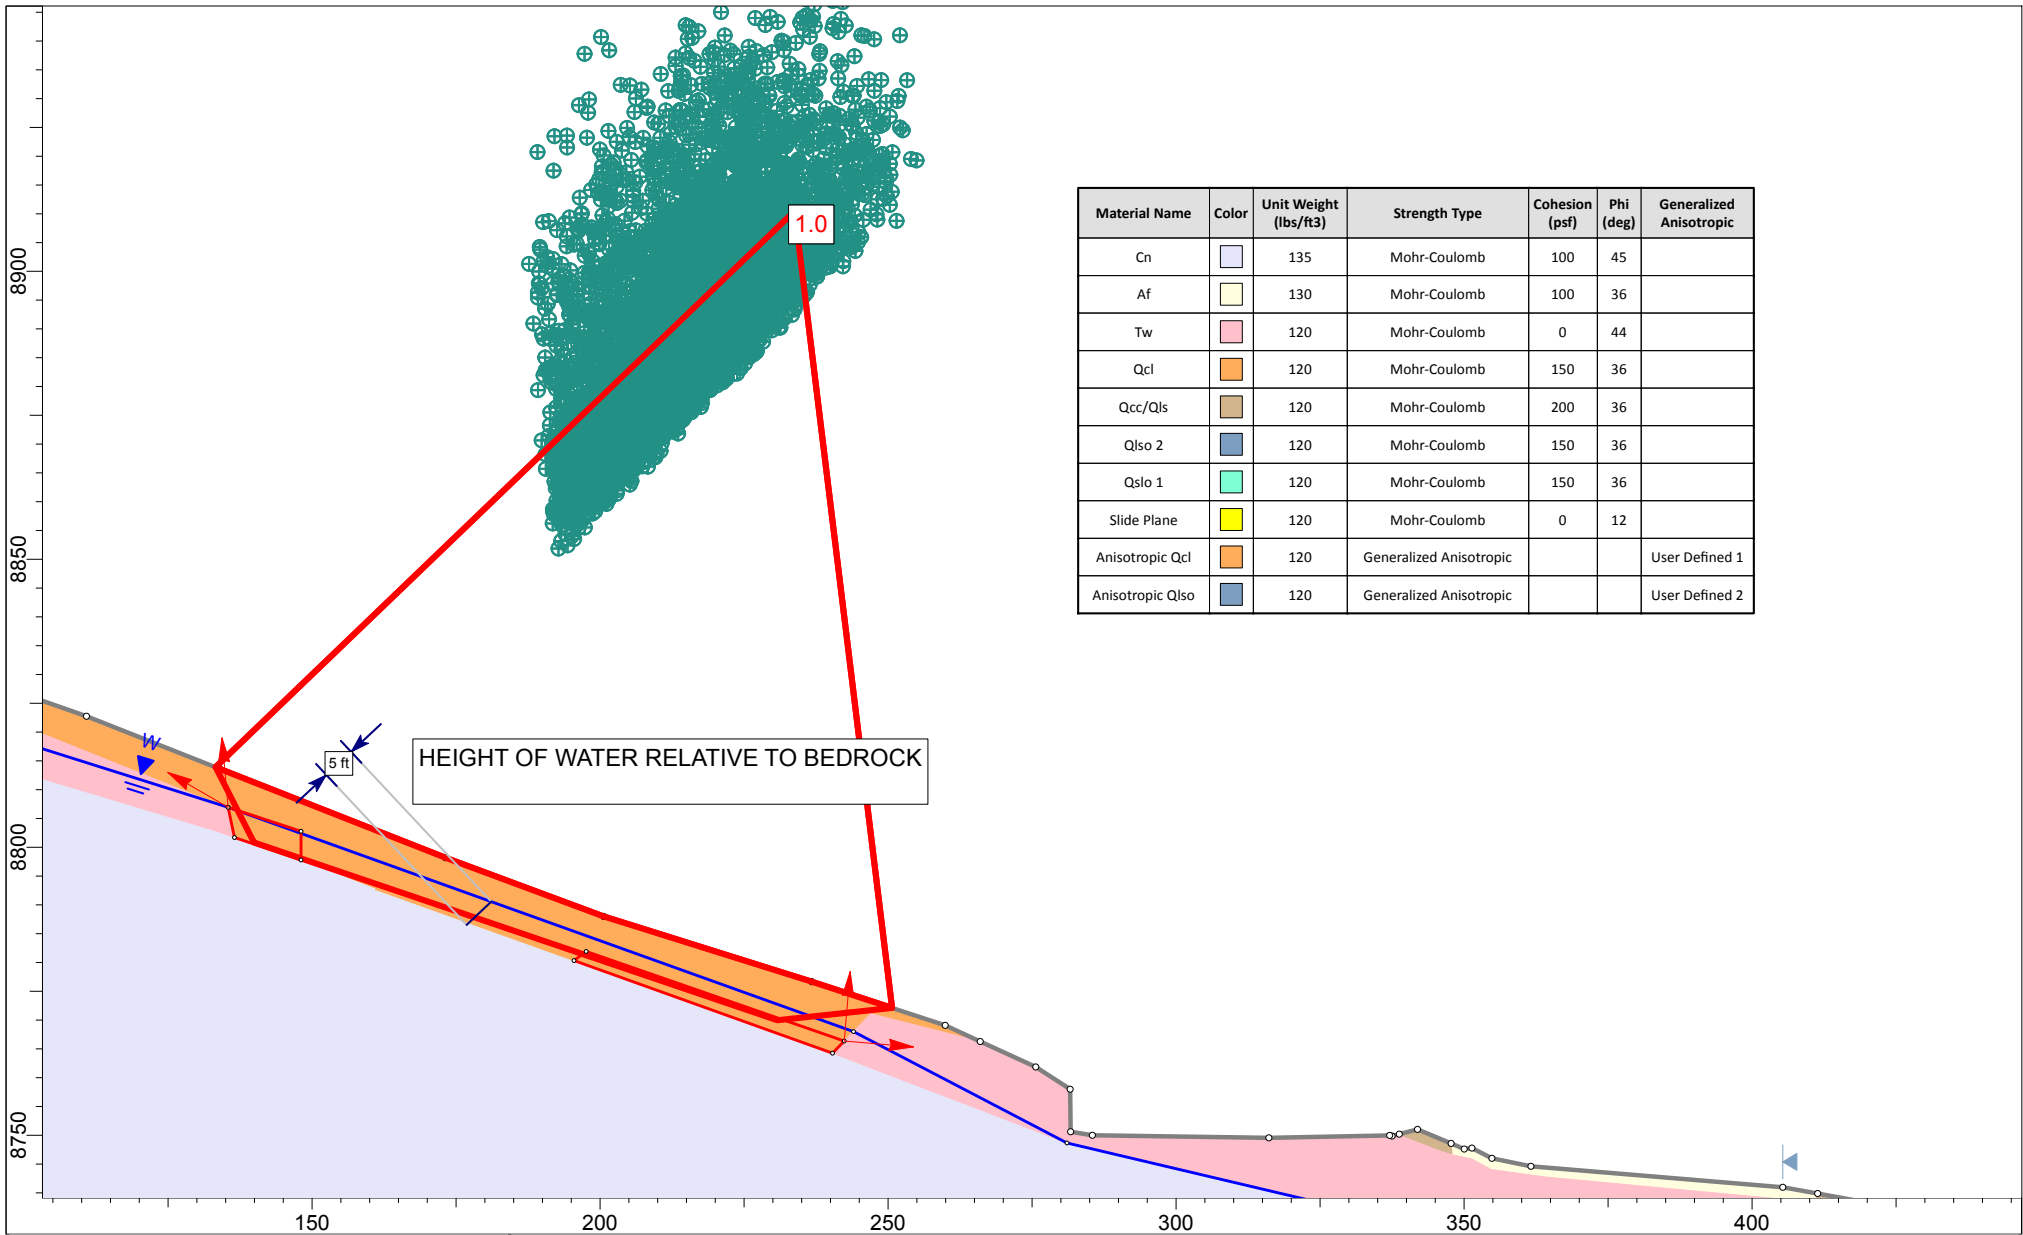 1.0
Material Name Color Unit Weight (lbs/ft3) Strength Type Cohesion (psf) Phi (deg) Generalized Anisotropic
Cn 135 Mohr-Coulomb 100 45
Af 130 Mohr-Coulomb 100 36
Tw 120 Mohr-Coulomb 0 44
Qcl 120 Mohr-Coulomb 150 36
Qcc/Qls 120 Mohr-Coulomb 200 36
Qlso 2 120 Mohr-Coulomb 150 36
Qslo 1 120 Mohr-Coulomb 150 36
Slide Plane 120 Mohr-Coulomb 0 12
Anisotropic Qcl 120 Generalized Anisotropic User Defined 1
Anisotropic Qlso 120 Generalized Anisotropic User Defined 2
8900
8850
8800
8750
W
5 ft
HEIGHT OF WATER RELATIVE TO BEDROCK
150 200 250 300 350 400